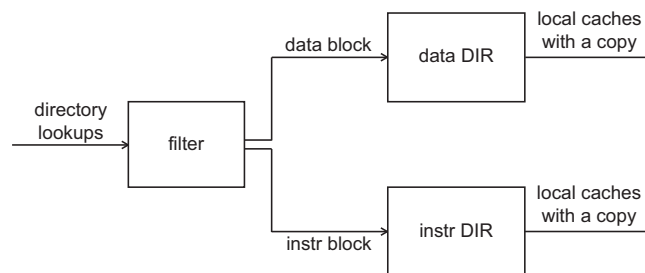 directory
lookups
filter
data block
data DIR
local caches
with a copy
instr block
instr DIR
local caches
with a copy